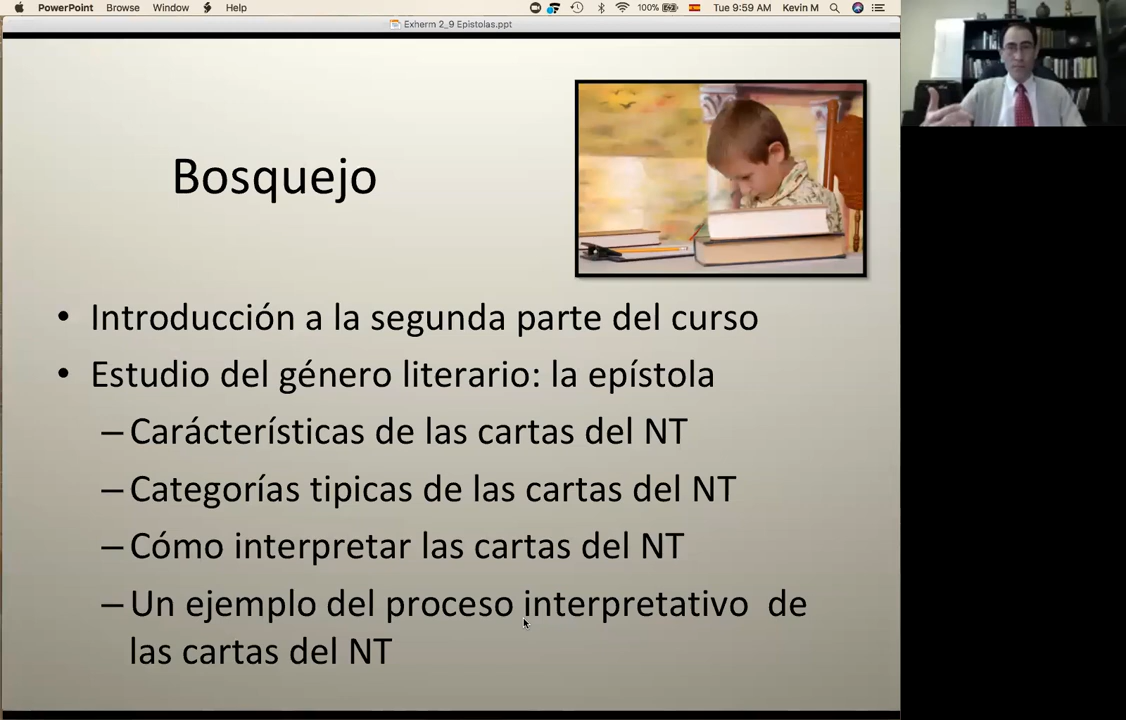 PowerPoint Browse Window Help 100% Tue 9:59 AM Kevin M
Exherm 2_9 Epistolas.ppt
Bosquejo
• Introducción a la segunda parte del curso
• Estudio del género literario: la epístola
– Carácterísticas de las cartas del NT
– Categorías tipicas de las cartas del NT
– Cómo interpretar las cartas del NT
– Un ejemplo del proceso interpretativo de
las cartas del NT